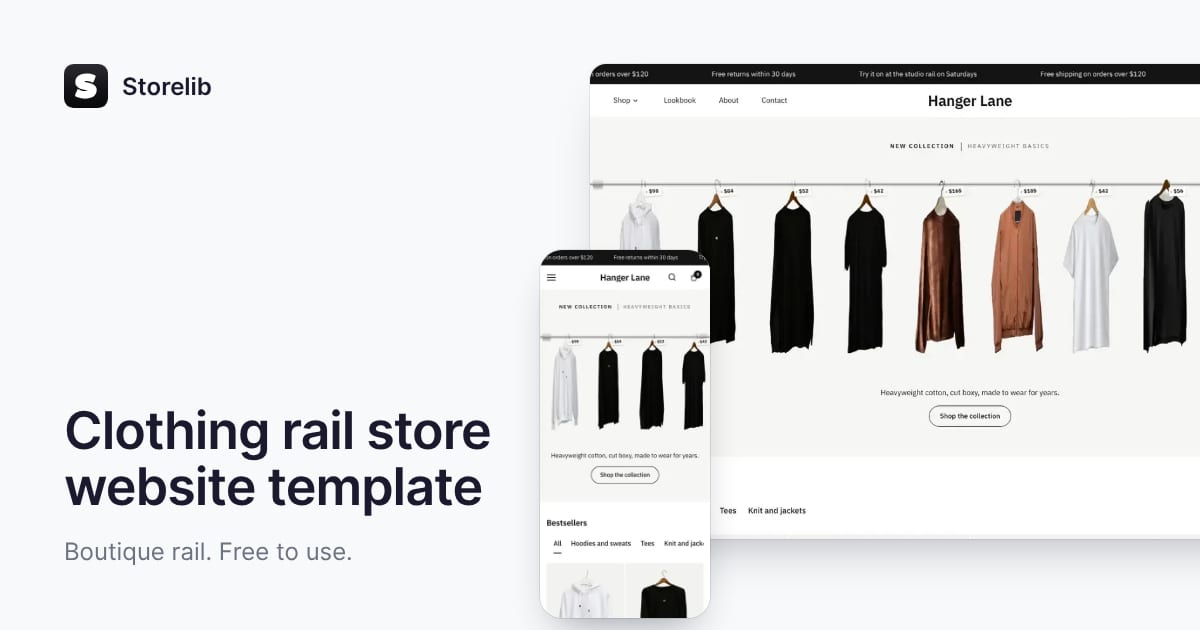 Storelib
Clothing rail store
website template
Boutique rail. Free to use.
orders over $120 Free returns within 30 days Try it on at the studio rail on Saturdays Free shipping on orders over $120
Shop Lookbook About Contact Hanger Lane
NEW COLLECTION | HEAVYWEIGHT BASICS
$98 $84 $52 $42 $165 $185 $42 $56
Heavyweight cotton, cut boxy, made to wear for years.
Shop the collection
Tees Knit and jackets
orders over $120 Free returns within 30 days
Hanger Lane
NEW COLLECTION | HEAVYWEIGHT BASICS
Heavyweight cotton, cut boxy, made to wear for years.
Shop the collection
Bestsellers
All Hoodies and sweats Tees Knit and jack